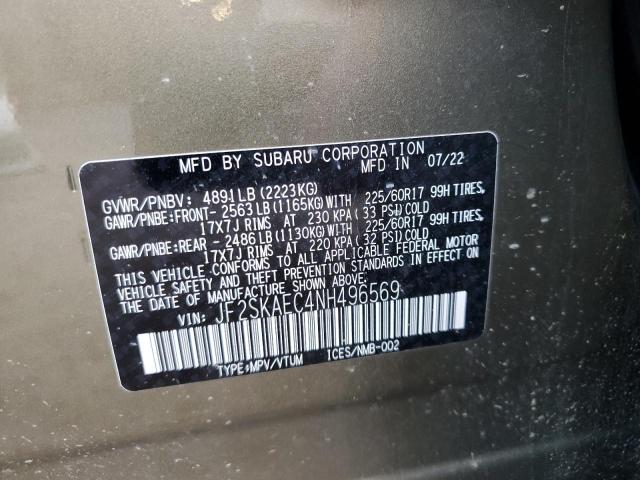 MFD BY SUBARU CORPORATION
MFD IN 07/22
GVWR/PNBV: 4891LB(2223KG)
GAWR/PNBE:FRONT- 2563LB(1165KG)WITH 225/60R17 99H TIRES,
17X7J RIMS AT 230 KPA(33 PSI)COLD
GAWR/PNBE:REAR - 2486LB(1130KG)WITH 225/60R17 99H TIRES,
17X7J RIMS AT 220 KPA(32 PSI)COLD
THIS VEHICLE CONFORMS TO ALL APPLICABLE FEDERAL MOTOR
VEHICLE SAFETY AND THEFT PREVENTION STANDARDS IN EFFECT ON
THE DATE OF MANUFACTURE SHOWN ABOVE.
VIN: JF2SKAEC4NH496569
TYPE:MPV/VTUM ICES/NMB-002